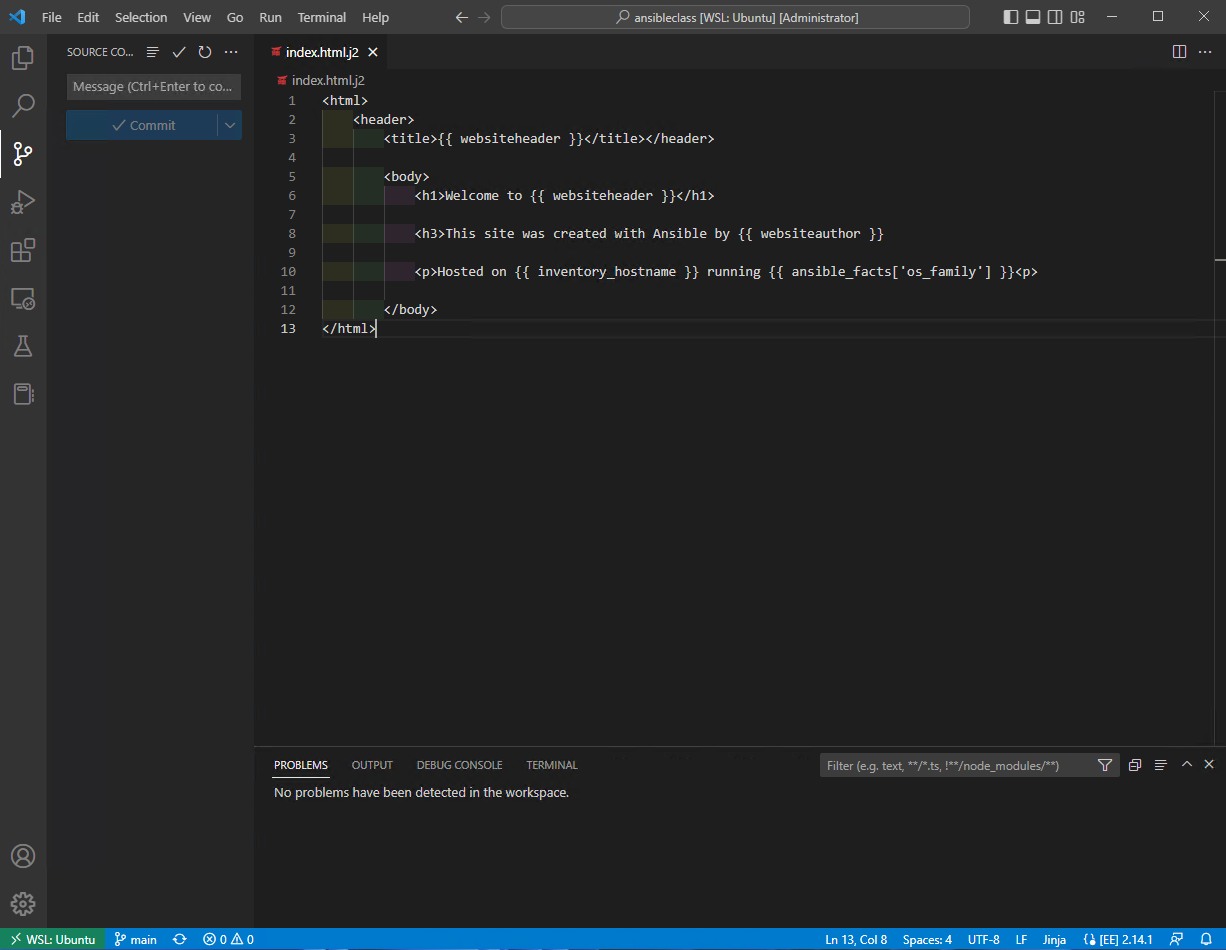 File Edit Selection View Go Run Terminal Help ansibleclass [WSL: Ubuntu] [Administrator]
SOURCE CO...
Message (Ctrl+Enter to co...
Commit
index.html.j2
index.html.j2
1 <html>
2 <header>
3 <title>{{ websiteheader }}</title></header>
4
5 <body>
6 <h1>Welcome to {{ websiteheader }}</h1>
7
8 <h3>This site was created with Ansible by {{ websiteauthor }}
9
10 <p>Hosted on {{ inventory_hostname }} running {{ ansible_facts['os_family'] }}<p>
11
12 </body>
13 </html>
PROBLEMS OUTPUT DEBUG CONSOLE TERMINAL Filter (e.g. text, **/*.ts, !**/node_modules/**)
No problems have been detected in the workspace.
WSL: Ubuntu main 0 0 Ln 13, Col 8 Spaces: 4 UTF-8 LF Jinja [EE] 2.14.1